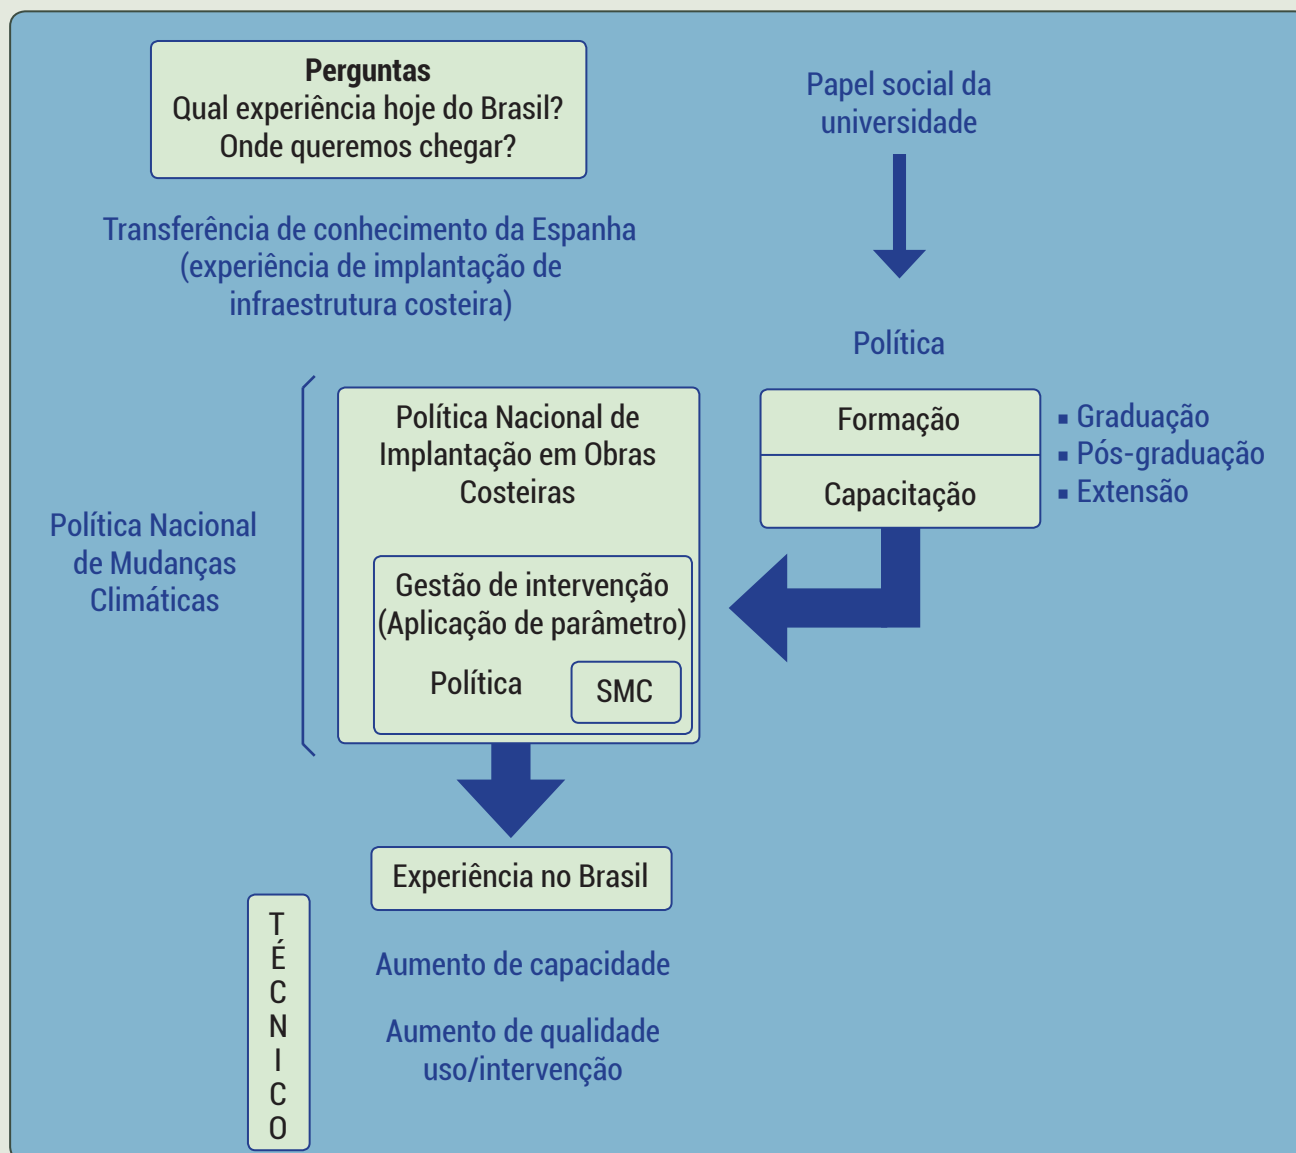 Perguntas
Qual experiência hoje do Brasil?
Onde queremos chegar?
Transferência de conhecimento da Espanha
(experiência de implantação de
infraestrutura costeira)
Papel social da
universidade
Política
Formação
Capacitação
▪ Graduação
▪ Pós-graduação
▪ Extensão
Política Nacional
de Mudanças
Climáticas
Política Nacional de
Implantação em Obras
Costeiras
Gestão de intervenção
(Aplicação de parâmetro)
Política
SMC
Experiência no Brasil
TÉCNICO
Aumento de capacidade
Aumento de qualidade
uso/intervenção